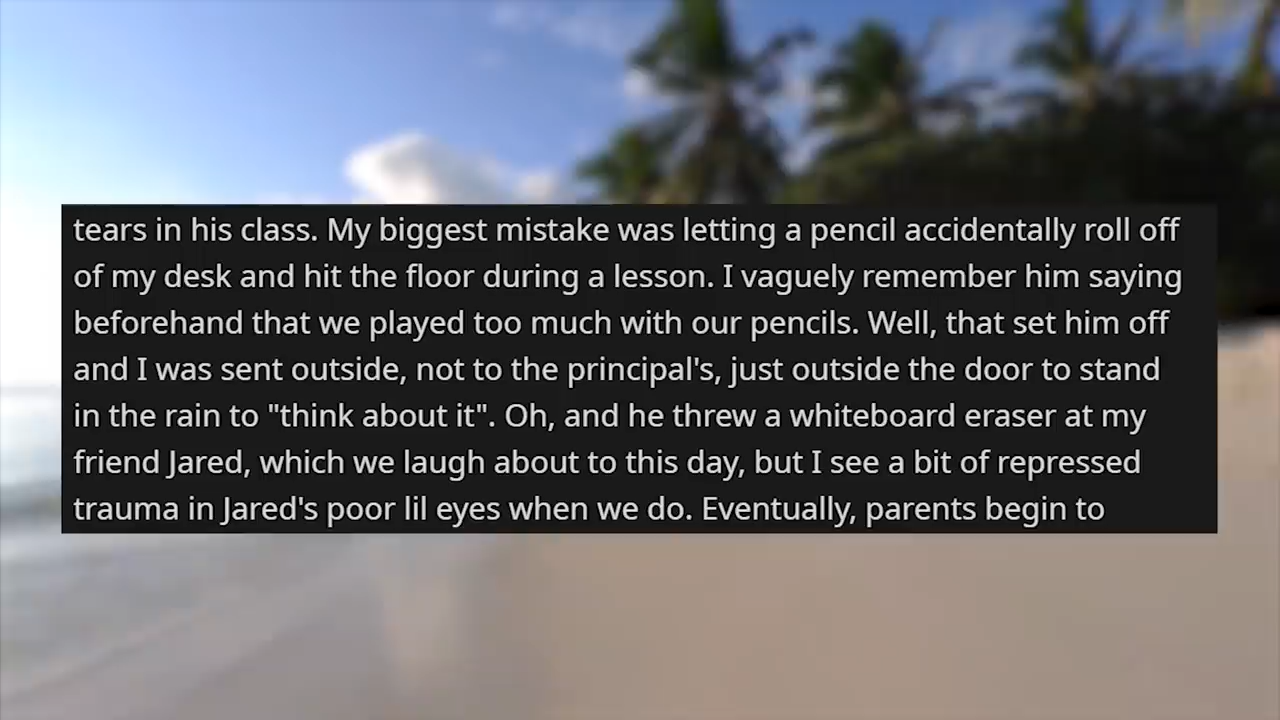 tears in his class. My biggest mistake was letting a pencil accidentally roll off
of my desk and hit the floor during a lesson. I vaguely remember him saying
beforehand that we played too much with our pencils. Well, that set him off
and I was sent outside, not to the principal's, just outside the door to stand
in the rain to "think about it". Oh, and he threw a whiteboard eraser at my
friend Jared, which we laugh about to this day, but I see a bit of repressed
trauma in Jared's poor lil eyes when we do. Eventually, parents begin to